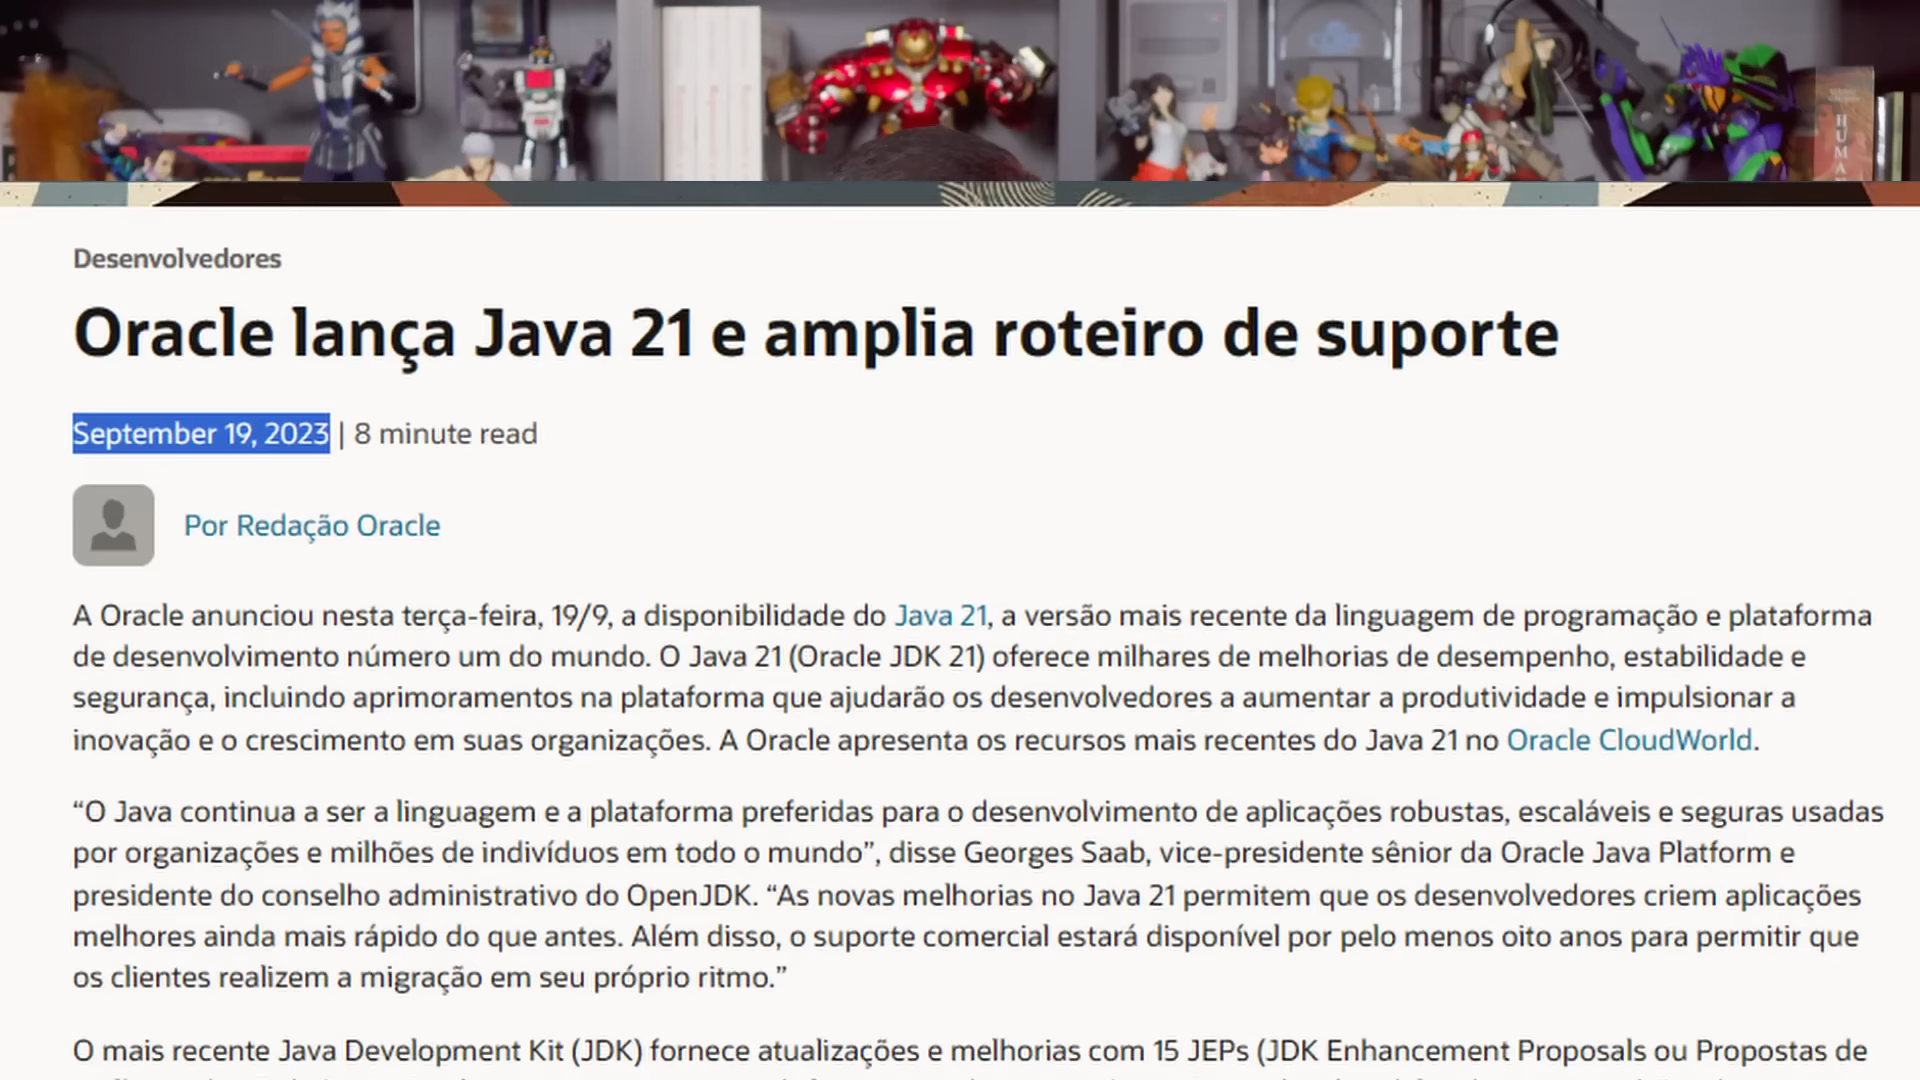 HUMAN
Desenvolvedores
Oracle lança Java 21 e amplia roteiro de suporte
September 19, 2023 | 8 minute read
Por Redação Oracle
A Oracle anunciou nesta terça-feira, 19/9, a disponibilidade do Java 21, a versão mais recente da linguagem de programação e plataforma
de desenvolvimento número um do mundo. O Java 21 (Oracle JDK 21) oferece milhares de melhorias de desempenho, estabilidade e
segurança, incluindo aprimoramentos na plataforma que ajudarão os desenvolvedores a aumentar a produtividade e impulsionar a
inovação e o crescimento em suas organizações. A Oracle apresenta os recursos mais recentes do Java 21 no Oracle CloudWorld.
“O Java continua a ser a linguagem e a plataforma preferidas para o desenvolvimento de aplicações robustas, escaláveis e seguras usadas
por organizações e milhões de indivíduos em todo o mundo”, disse Georges Saab, vice-presidente sênior da Oracle Java Platform e
presidente do conselho administrativo do OpenJDK. “As novas melhorias no Java 21 permitem que os desenvolvedores criem aplicações
melhores ainda mais rápido do que antes. Além disso, o suporte comercial estará disponível por pelo menos oito anos para permitir que
os clientes realizem a migração em seu próprio ritmo.”
O mais recente Java Development Kit (JDK) fornece atualizações e melhorias com 15 JEPs (JDK Enhancement Proposals ou Propostas de